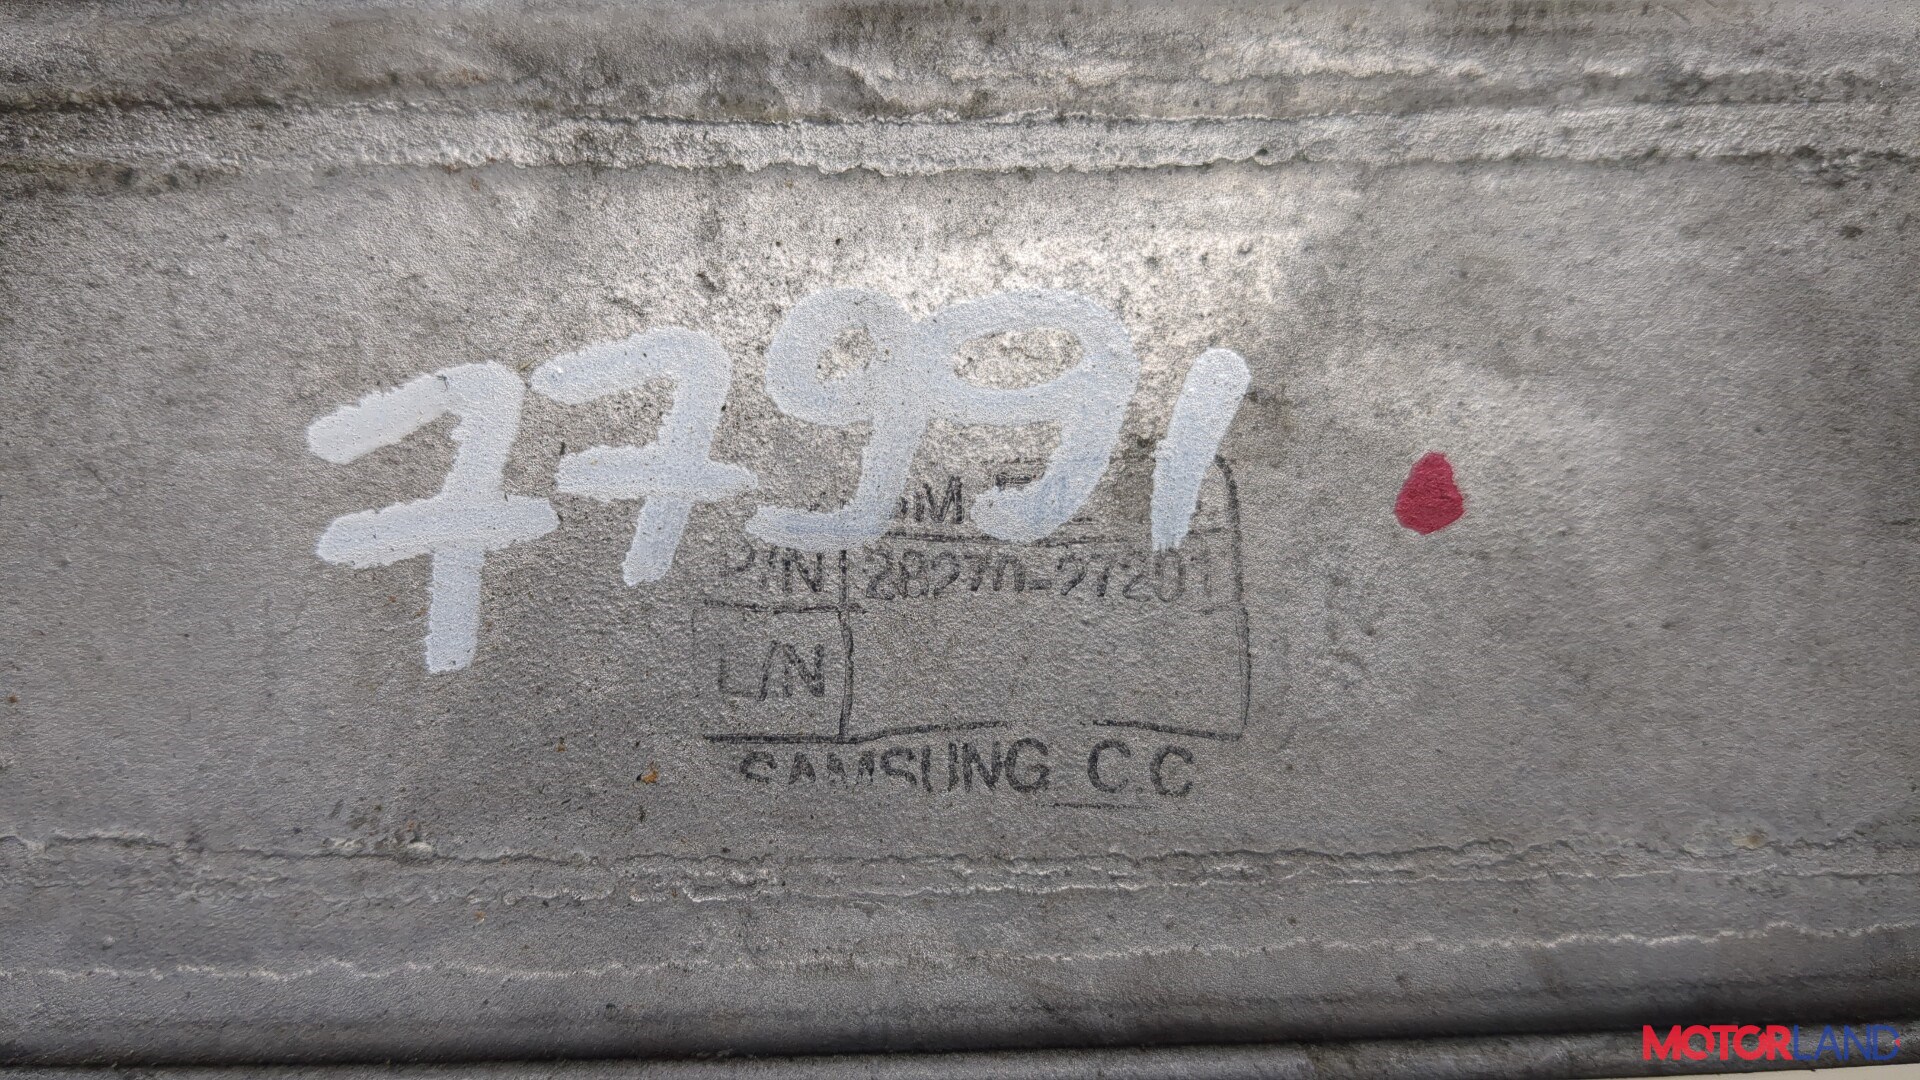 77991
P/N 28270-27201
L/N
SAMSUNG C.C
MOTORLAND